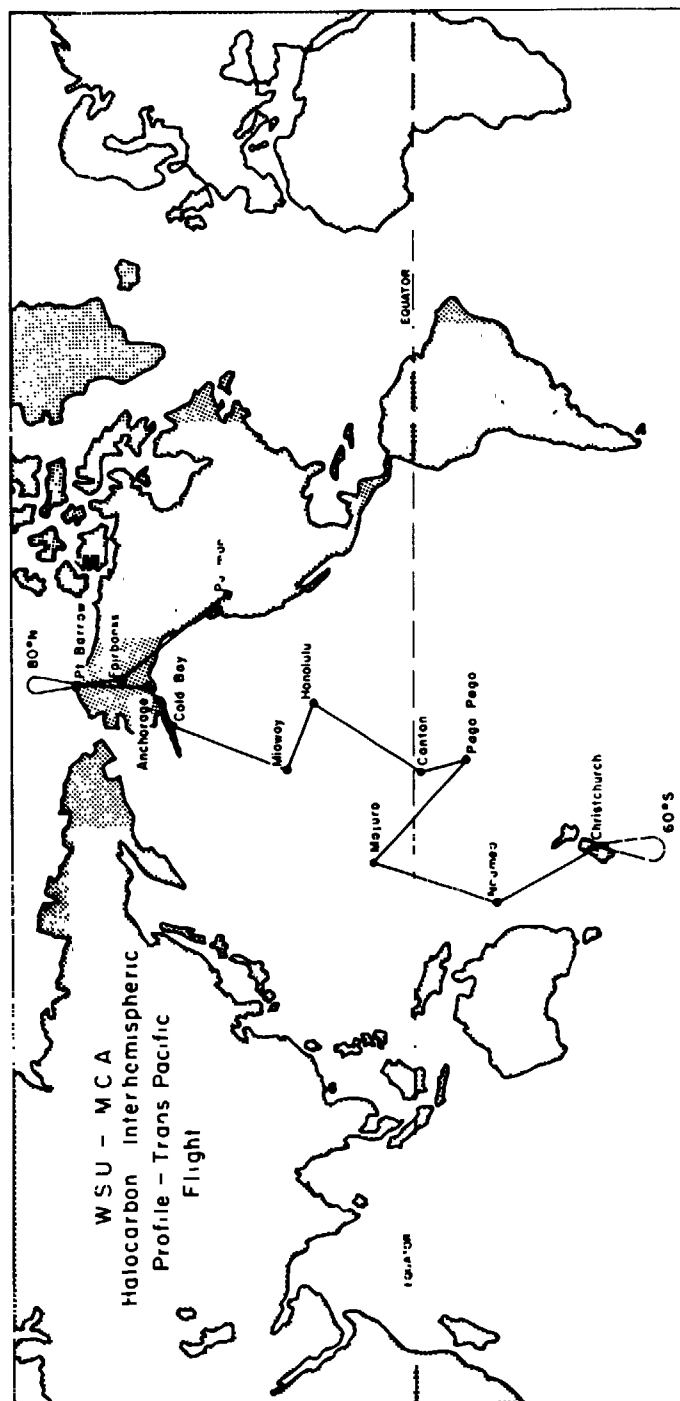 WSU - MCA
Halocarbon Interhemispheric
Profile - Trans Pacific
Flight
80°N
Pt Barrow
Fairbanks
Anchorage
Cold Bay
Midway
Honolulu
EQUATOR
Canton
Pago Pago
Majuro
Christchurch
60°S
EQUATOR